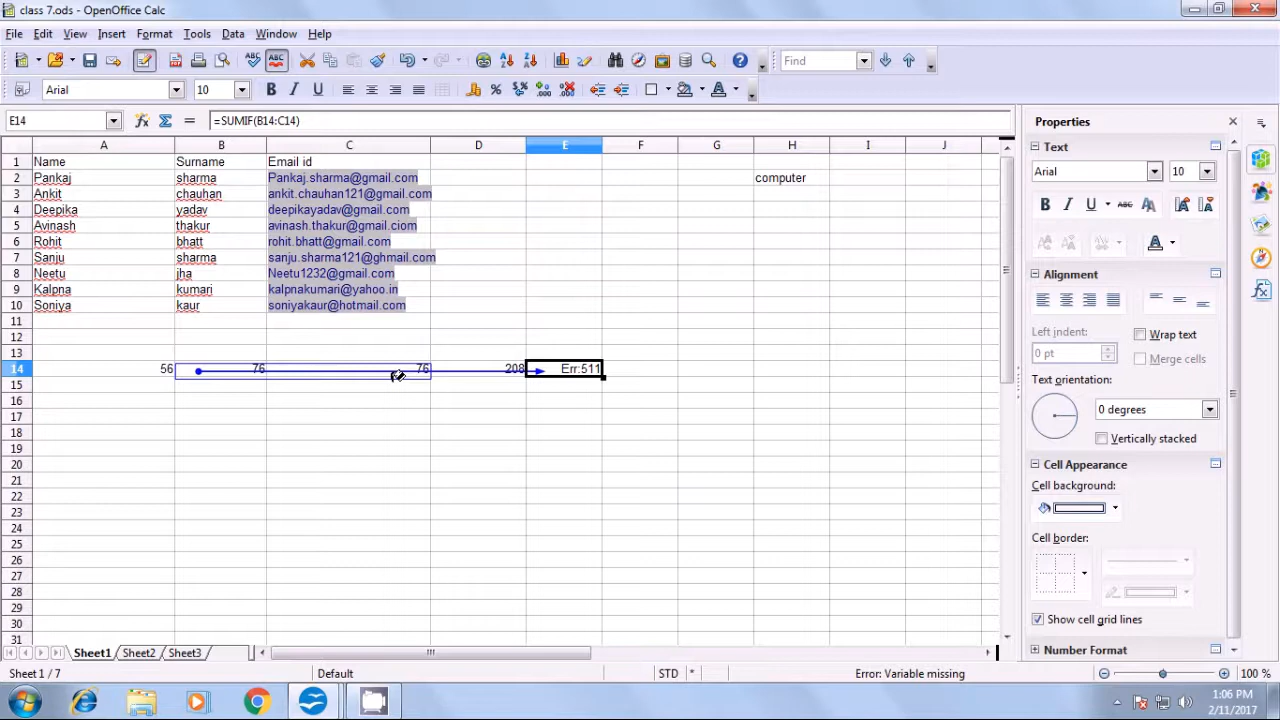 class 7.ods - OpenOffice Calc
File Edit View Insert Format Tools Data Window Help
Find
Arial 10
E14 =SUMIF(B14:C14)
A B C D E F G H I J
1 Name Surname Email id
2 Pankaj sharma Pankaj.sharma@gmail.com computer
3 Ankit chauhan ankit.chauhan121@gmail.com
4 Deepika yadav deepikayadav@gmail.com
5 Avinash thakur avinash.thakur@gmail.ciom
6 Rohit bhatt rohit.bhatt@gmail.com
7 Sanju sharma sanju.sharma121@ghmail.com
8 Neetu jha Neetu1232@gmail.com
9 Kalpna kumari kalpnakumari@yahoo.in
10 Soniya kaur soniyakaur@hotmail.com
11
12
13
14 56 76 76 208 Err:511
15
16
17
18
19
20
21
22
23
24
25
26
27
28
29
30
31
Sheet1 Sheet2 Sheet3
Sheet 1 / 7 Default STD * Error: Variable missing 100 %
Properties
Text
Arial 10
Alignment
Left indent: Wrap text
0 pt Merge cells
Text orientation:
0 degrees
Vertically stacked
Cell Appearance
Cell background:
Cell border:
Show cell grid lines
Number Format
1:06 PM
2/11/2017